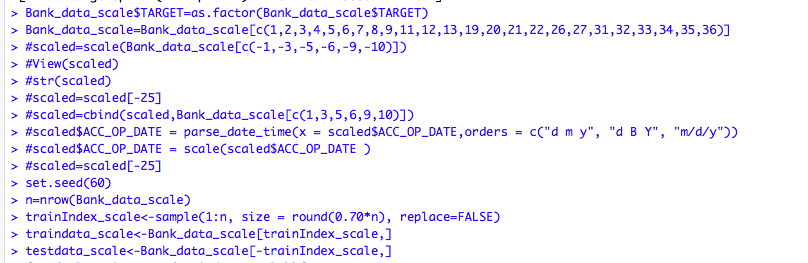 > Bank_data_scale$TARGET=as.factor(Bank_data_scale$TARGET)
> Bank_data_scale=Bank_data_scale[c(1,2,3,4,5,6,7,8,9,11,12,13,19,20,21,22,26,27,31,32,33,34,35,36)]
> #scaled=scale(Bank_data_scale[c(-1,-3,-5,-6,-9,-10)])
> #View(scaled)
> #str(scaled)
> #scaled=scaled[-25]
> #scaled=cbind(scaled,Bank_data_scale[c(1,3,5,6,9,10)])
> #scaled$ACC_OP_DATE = parse_date_time(x = scaled$ACC_OP_DATE,orders = c("d m y", "d B Y", "m/d/y"))
> #scaled$ACC_OP_DATE = scale(scaled$ACC_OP_DATE )
> #scaled=scaled[-25]
> set.seed(60)
> n=nrow(Bank_data_scale)
> trainIndex_scale<-sample(1:n, size = round(0.70*n), replace=FALSE)
> traindata_scale<-Bank_data_scale[trainIndex_scale,]
> testdata_scale<-Bank_data_scale[-trainIndex_scale,]